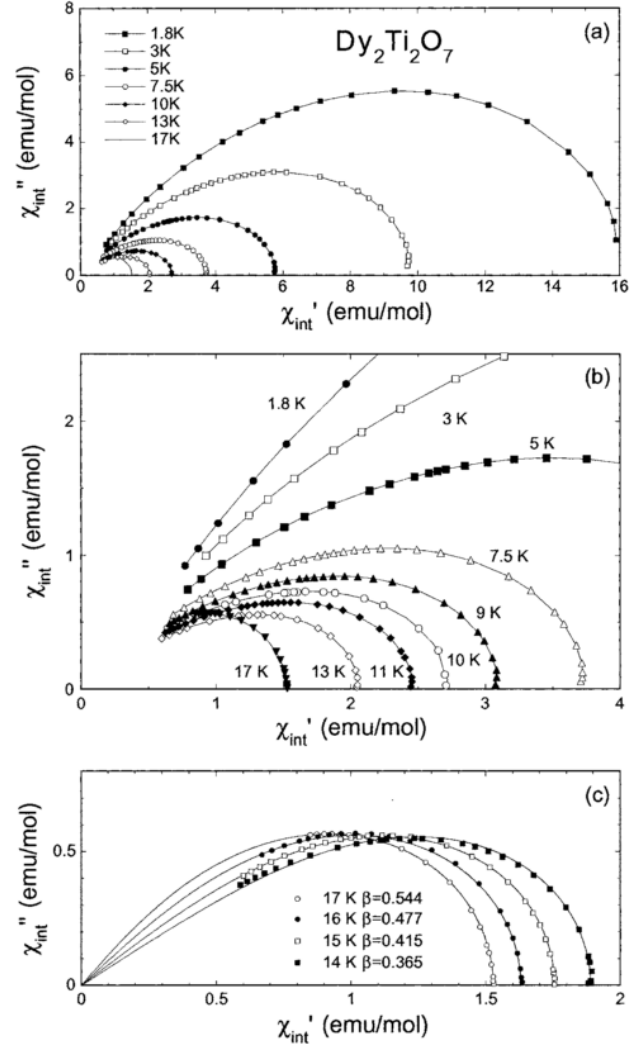 (a)
Dy₂Ti₂O₇
1.8K
3K
5K
7.5K
10K
13K
17K
χint'' (emu/mol)
8
6
4
2
0
0 2 4 6 8 10 12 14 16
χint' (emu/mol)
(b)
1.8 K
3 K
5 K
7.5 K
9 K
10 K
11 K
13 K
17 K
χint'' (emu/mol)
2
1
0
0 1 2 3 4
χint' (emu/mol)
(c)
17 K β=0.544
16 K β=0.477
15 K β=0.415
14 K β=0.365
χint'' (emu/mol)
0.5
0
0 0.5 1 1.5 2
χint' (emu/mol)